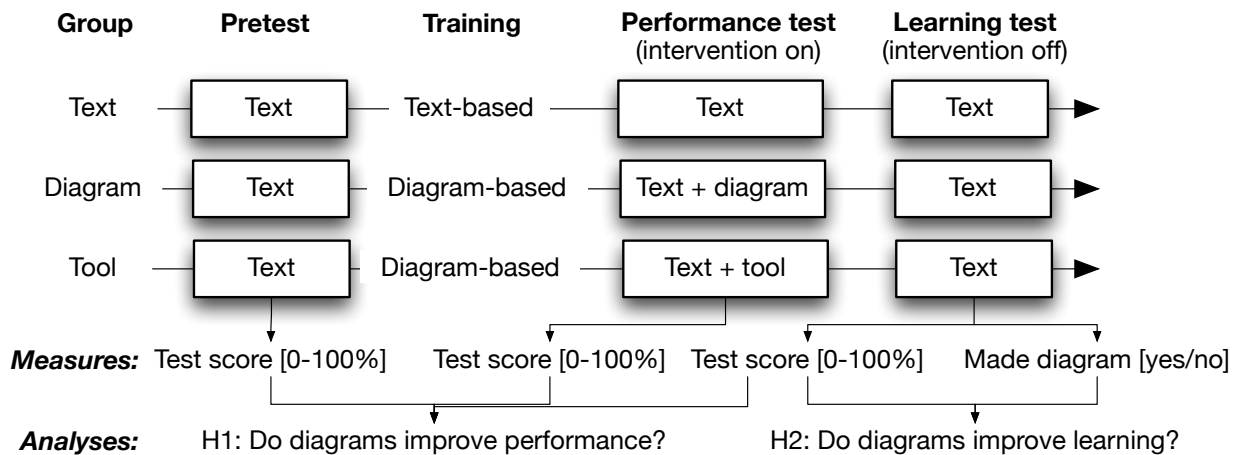 Group Pretest Training Performance test Learning test
(intervention on) (intervention off)
Text Text Text-based Text Text
Diagram Text Diagram-based Text + diagram Text
Tool Text Diagram-based Text + tool Text
Measures: Test score [0-100%] Test score [0-100%] Test score [0-100%] Made diagram [yes/no]
Analyses: H1: Do diagrams improve performance? H2: Do diagrams improve learning?